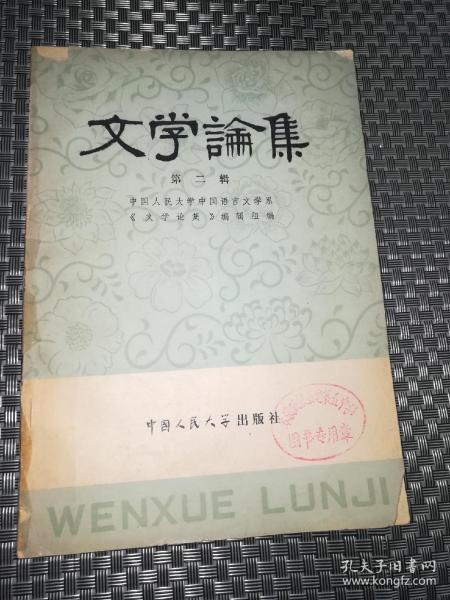 文学論集
第二辑
中国人民大学中国语言文学系
《文学论集》编辑组编
中国人民大学出版社
图书专用章
WENXUE LUNJI
孔夫子旧书网
www.kongfz.com